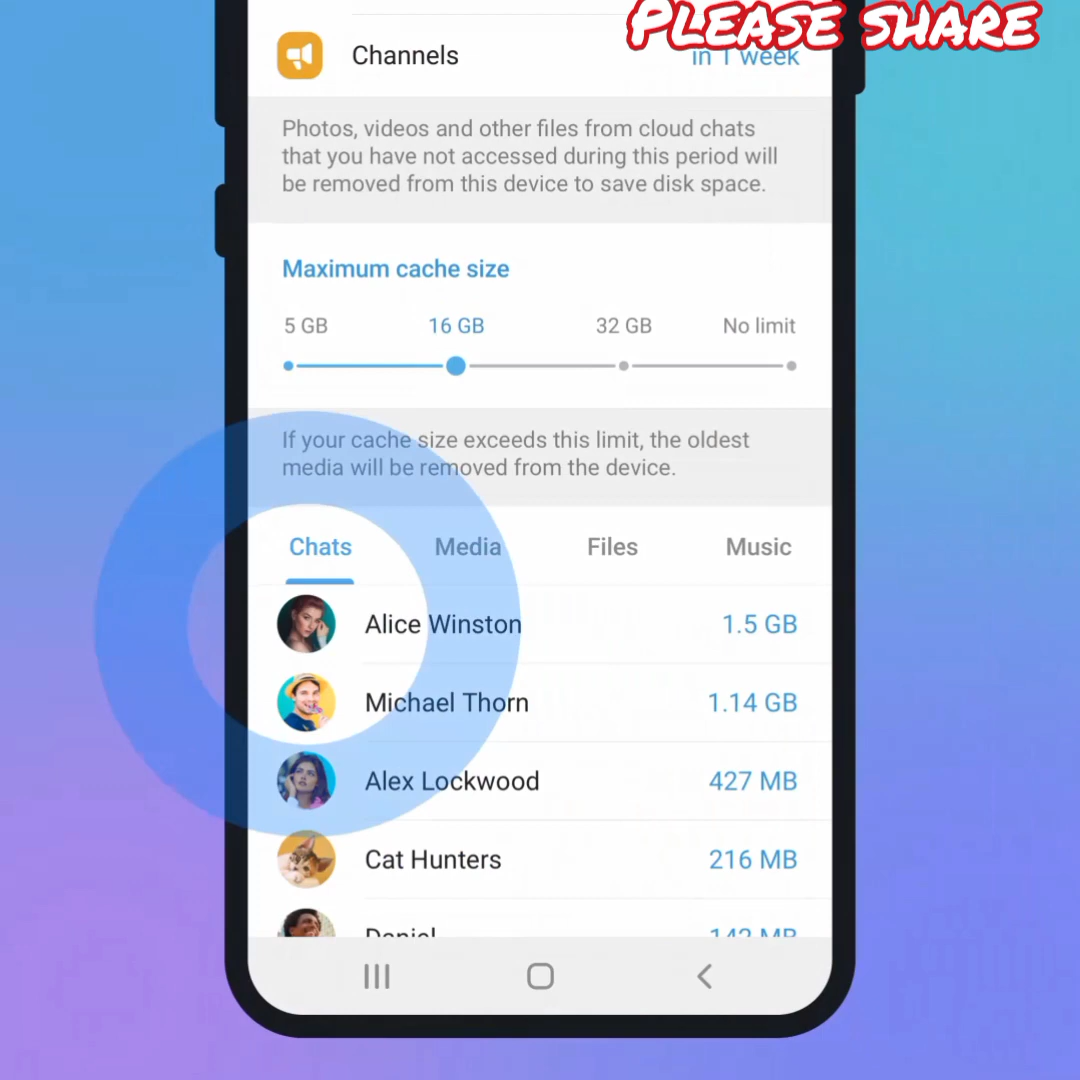 PLEASE SHARE
Channels in 1 week
Photos, videos and other files from cloud chats
that you have not accessed during this period will
be removed from this device to save disk space.
Maximum cache size
5 GB 16 GB 32 GB No limit
If your cache size exceeds this limit, the oldest
media will be removed from the device.
Chats Media Files Music
Alice Winston 1.5 GB
Michael Thorn 1.14 GB
Alex Lockwood 427 MB
Cat Hunters 216 MB
Daniel 142 MB